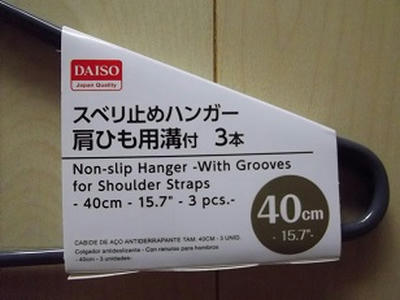 DAISO
Japan Quality
スベリ止めハンガー
肩ひも用溝付 3本
Non-slip Hanger -With Grooves
for Shoulder Straps
- 40cm - 15.7" - 3 pcs.-
40cm
- 15.7" -
CABIDE DE AÇO ANTIDERRAPANTE TAM. 40CM - 3 UNID.
Colgador antideslizante - Con ranuras para hombros
- 40cm - 3 unidades-